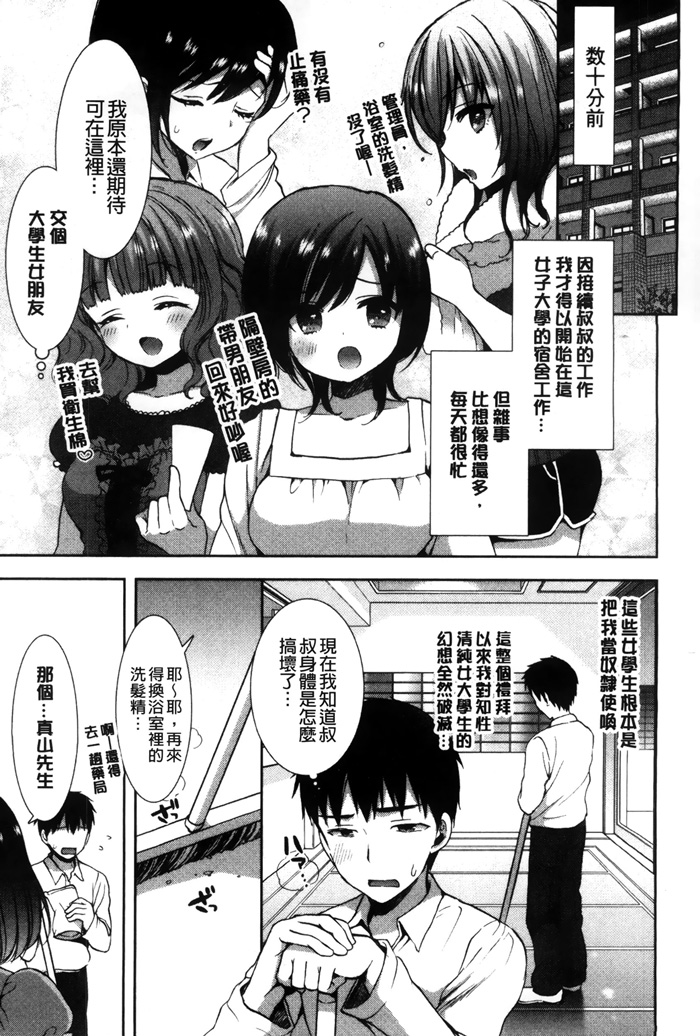 数十分前
因接續叔叔的工作
我才得以開始在這
女子大學的宿舍工作…
但雜事
比想像得還多,
每天都很忙
管理員,
浴室的洗髮精
沒了喔—
有沒有
止痛藥?
隔壁房的
帶男朋友
回來好吵喔
去幫
我買衛生棉♡
我原本還期待
可在這裡…
交個
大學生女朋友
這些女學生根本是
把我當奴隸使喚
這整個禮拜
以來我對知性
清純女大學生的
幻想全然破滅…
現在我知道叔
叔身體是怎麼
搞壞了…
耶~耶,再來
得換浴室裡的
洗髮精…
ざっ
ざっ
啊—還得
去一趟藥局
那個…真山先生